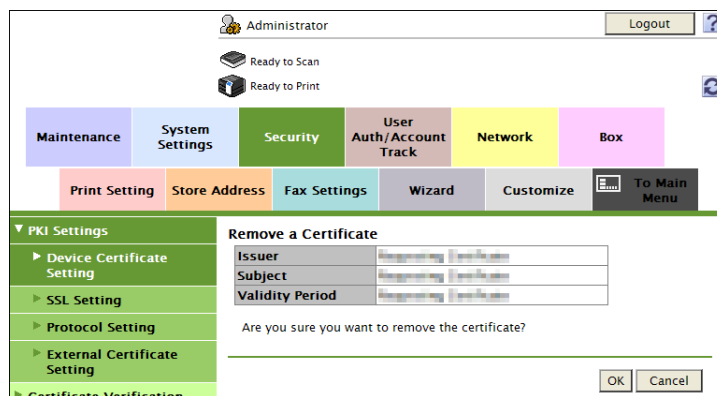 Administrator
Logout
?
Ready to Scan
Ready to Print
Maintenance
System
Settings
Security
User
Auth/Account
Track
Network
Box
Print Setting
Store Address
Fax Settings
Wizard
Customize
To Main
Menu
PKI Settings
Device Certificate
Setting
SSL Setting
Protocol Setting
External Certificate
Setting
Certificate Verification
Remove a Certificate
Issuer
Subject
Validity Period
Are you sure you want to remove the certificate?
OK
Cancel